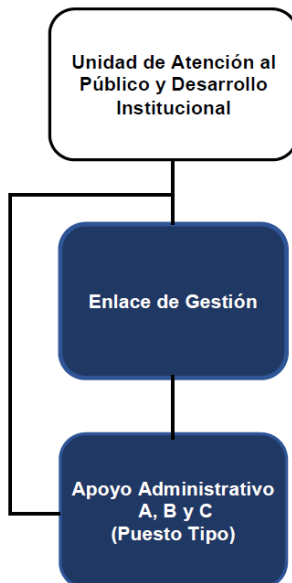 Unidad de Atención al
Público y Desarrollo
Institucional
Enlace de Gestión
Apoyo Administrativo
A, B y C
(Puesto Tipo)